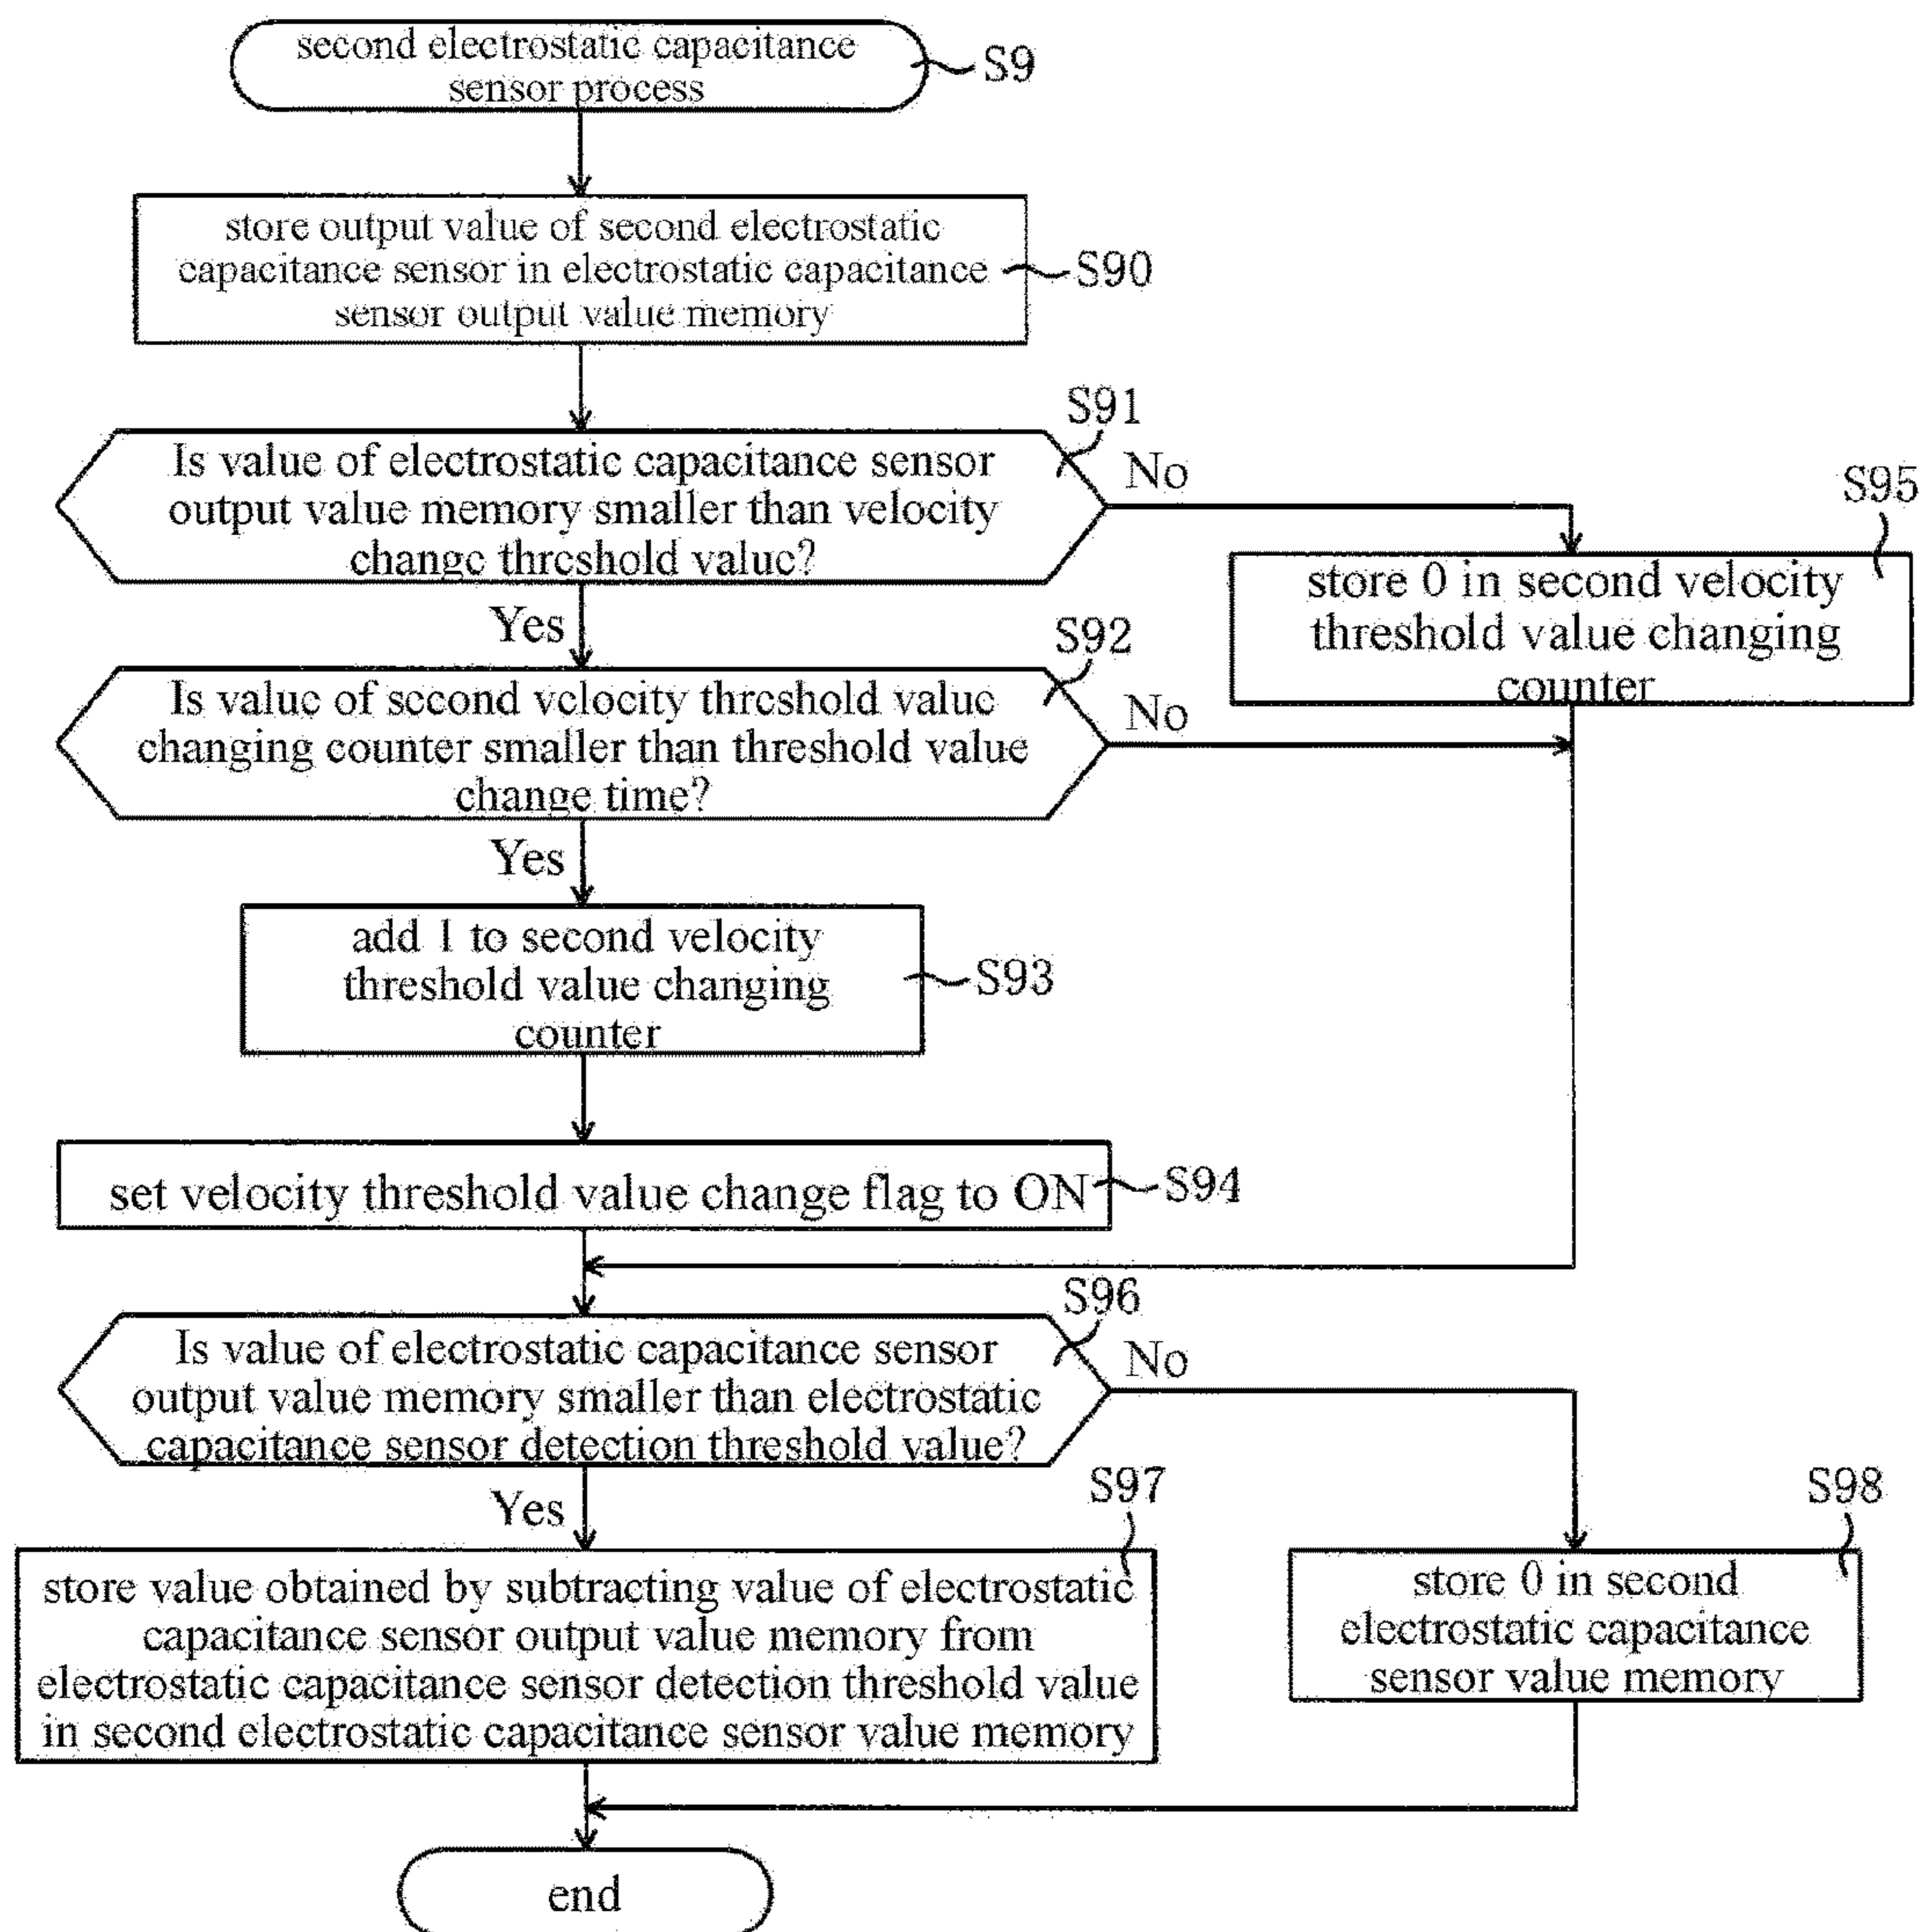 second electrostatic capacitance
sensor process
S9
store output value of second electrostatic
capacitance sensor in electrostatic capacitance
sensor output value memory
S90
S91
Is value of electrostatic capacitance sensor
output value memory smaller than velocity
change threshold value?
No
S95
store 0 in second velocity
threshold value changing
counter
Yes
S92
Is value of second velocity threshold value
changing counter smaller than threshold value
change time?
No
Yes
add 1 to second velocity
threshold value changing
counter
S93
set velocity threshold value change flag to ON
S94
S96
Is value of electrostatic capacitance sensor
output value memory smaller than electrostatic
capacitance sensor detection threshold value?
No
Yes
S97
store value obtained by subtracting value of electrostatic
capacitance sensor output value memory from
electrostatic capacitance sensor detection threshold value
in second electrostatic capacitance sensor value memory
S98
store 0 in second
electrostatic capacitance
sensor value memory
end